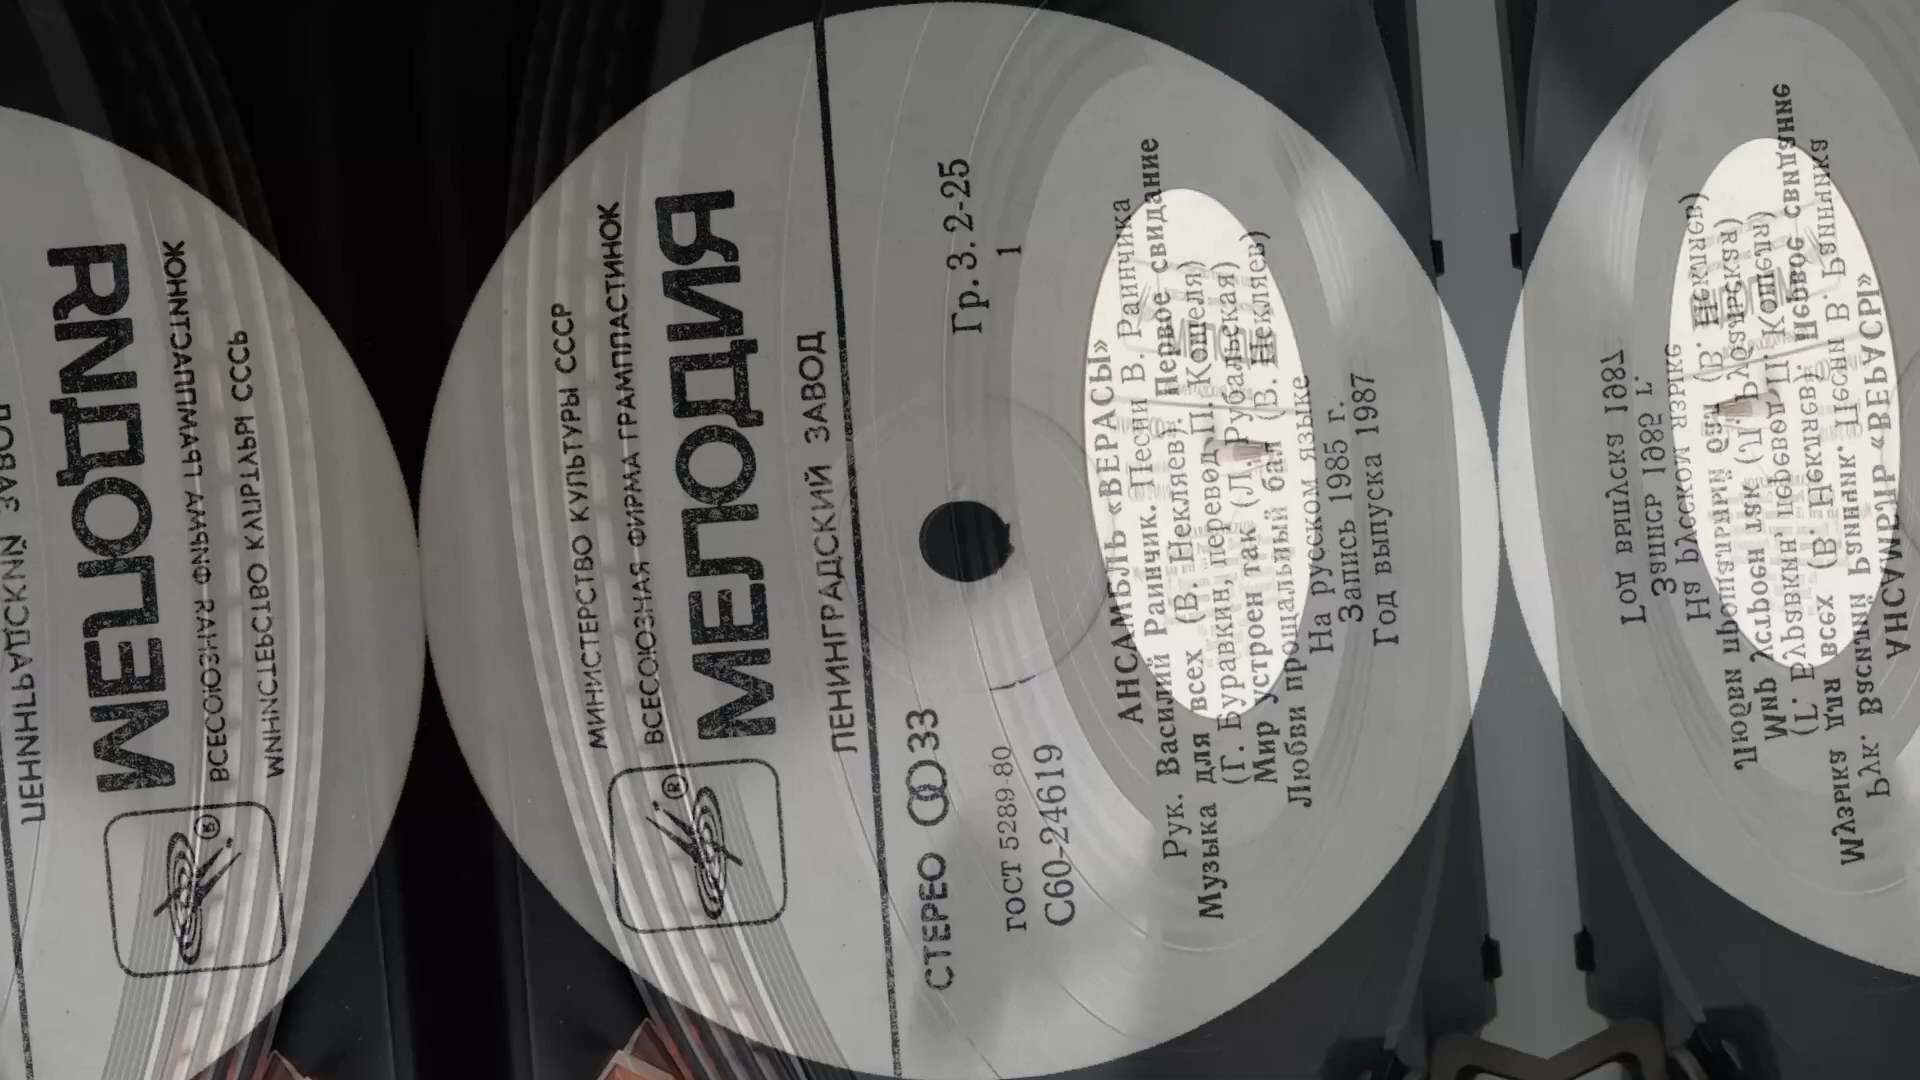 МИНИСТЕРСТВО КУЛЬТУРЫ СССР
ВСЕСОЮЗНАЯ ФИРМА ГРАМПЛАСТИНОК
®
МЕЛОДИЯ
ЛЕНИНГРАДСКИЙ ЗАВОД
СТЕРЕО 33
Гр. 3. 2-25
ГОСТ 5289-80
1
С60-24619
АНСАМБЛЬ «ВЕРАСЫ»
Рук. Василий Раинчик. Песни В. Раинчика
Музыка для всех (В. Некляев). Первое свидание
(Г. Буравкин, перевод П. Кошеля)
Мир устроен так (Л. Рубальская)
Любви прощальный бал (В. Некляев)
На русском языке
Запись 1985 г.
Год выпуска 1987